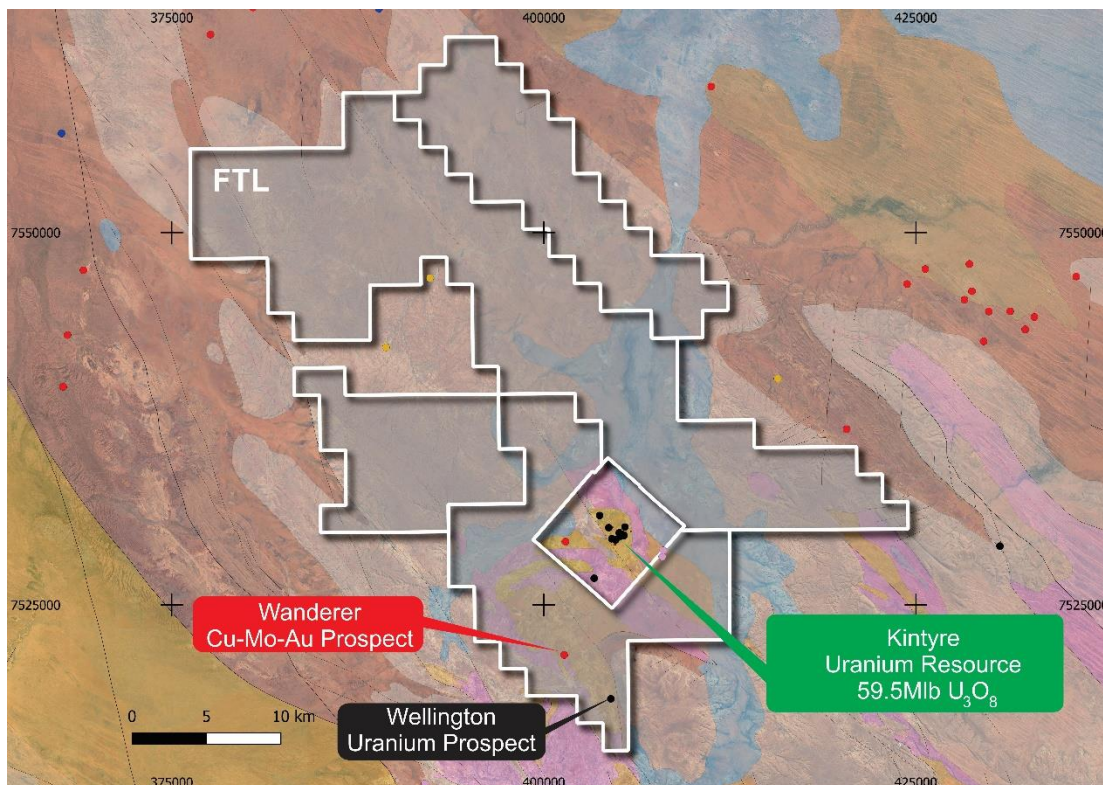 375000
400000
425000
FTL
7550000
7550000
7525000
7525000
Wanderer
Cu-Mo-Au Prospect
Kintyre
Uranium Resource
59.5Mlb U₃O₈
0
5
10 km
Wellington
Uranium Prospect
375000
400000
425000